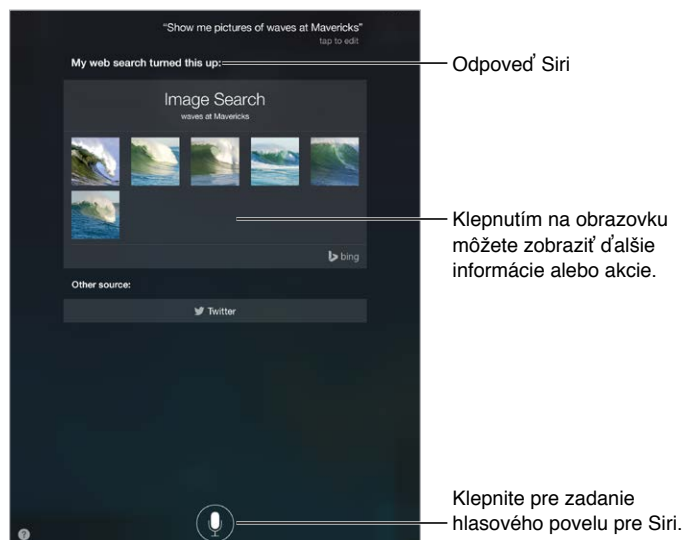 “Show me pictures of waves at Mavericks”
tap to edit
My web search turned this up:
Odpoveď Siri
Image Search
waves at Mavericks
Klepnutím na obrazovku
môžete zobraziť ďalšie
informácie alebo akcie.
bing
Other source:
Twitter
Klepnite pre zadanie
hlasového povelu pre Siri.
?